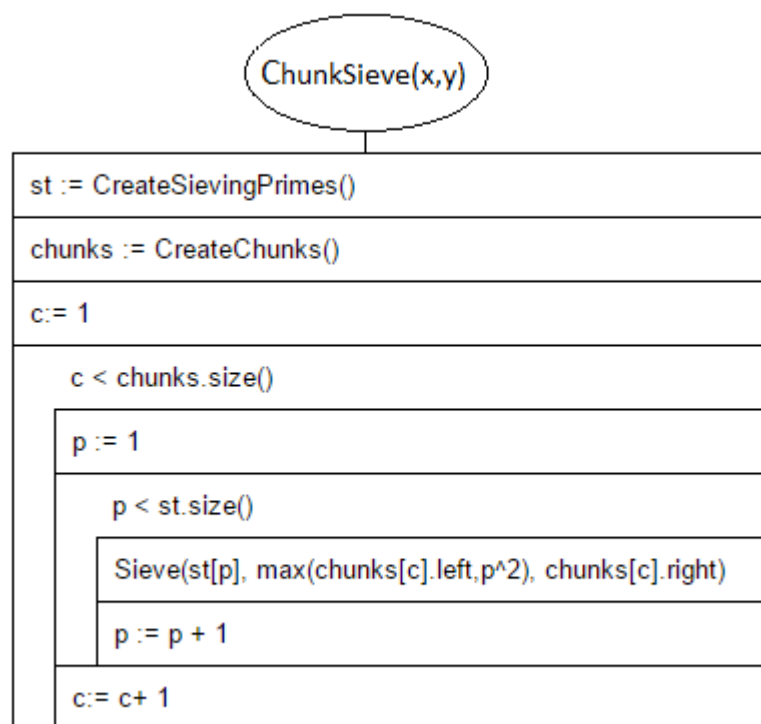 ChunkSieve(x,y)
st := CreateSievingPrimes()
chunks := CreateChunks()
c:= 1
c < chunks.size()
p := 1
p < st.size()
Sieve(st[p], max(chunks[c].left,p^2), chunks[c].right)
p := p + 1
c:= c+ 1